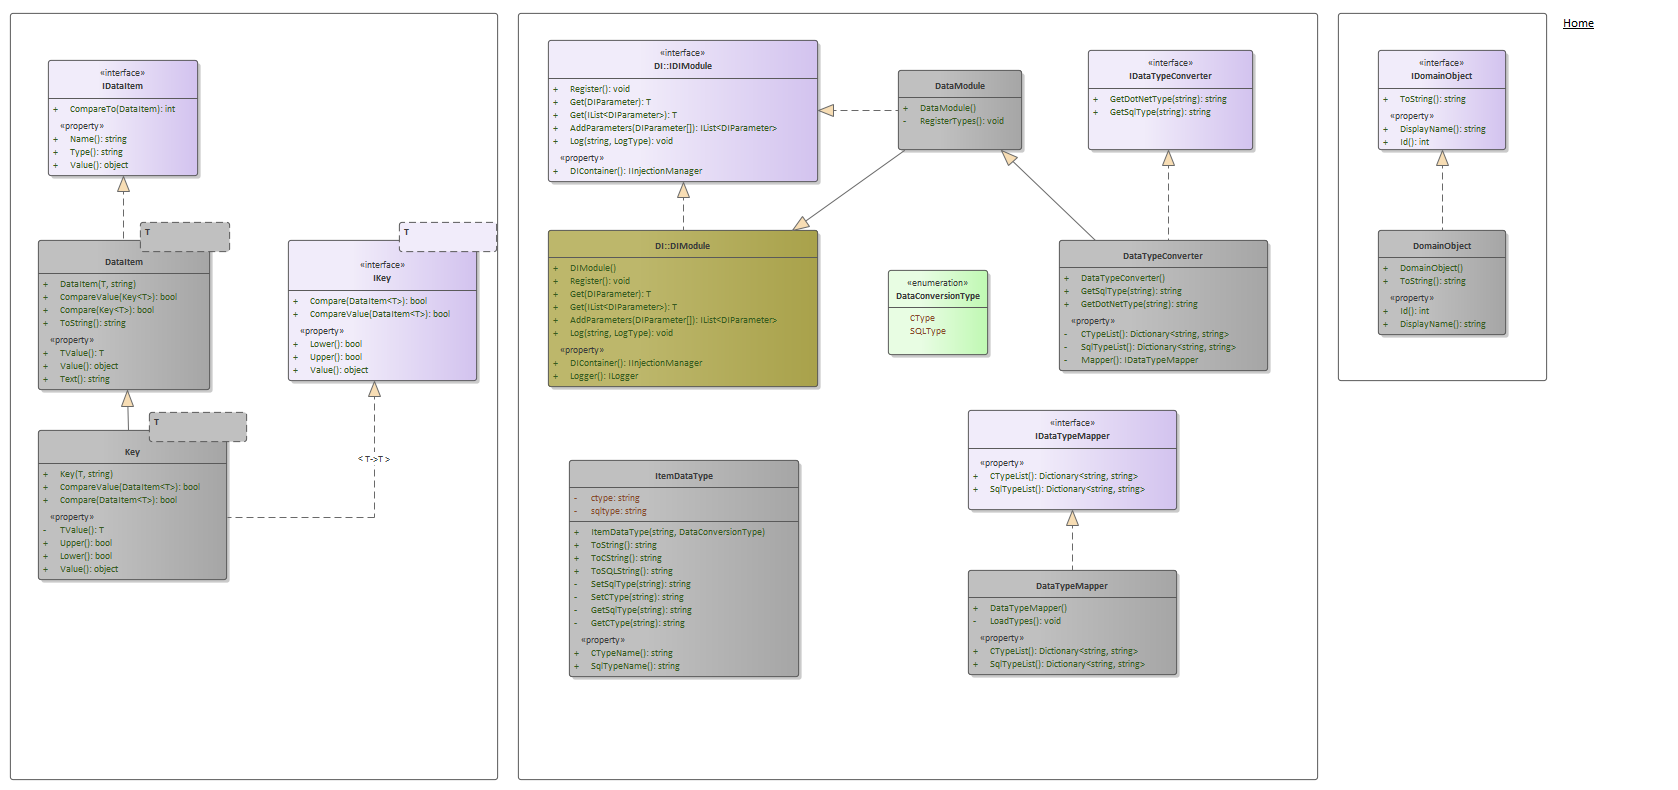 «interface»
IDataItem
+ CompareTo(DataItem): int
«property»
+ Name(): string
+ Type(): string
+ Value(): object
T
DataItem
+ DataItem(T, string)
+ CompareValue(Key<T>): bool
+ Compare(Key<T>): bool
+ ToString(): string
«property»
+ TValue(): T
+ Value(): object
+ Text(): string
T
«interface»
IKey
+ Compare(DataItem<T>): bool
+ CompareValue(DataItem<T>): bool
«property»
+ Lower(): bool
+ Upper(): bool
+ Value(): object
T
Key
+ Key(T, string)
+ CompareValue(DataItem<T>): bool
+ Compare(DataItem<T>): bool
«property»
- TValue(): T
+ Upper(): bool
+ Lower(): bool
+ Value(): object
< T->T >
«interface»
DI::IDIModule
+ Register(): void
+ Get(DIParameter): T
+ Get(IList<DIParameter>): T
+ AddParameters(DIParameter[]): IList<DIParameter>
+ Log(string, LogType): void
«property»
+ DIContainer(): IInjectionManager
DataModule
+ DataModule()
- RegisterTypes(): void
«interface»
IDataTypeConverter
+ GetDotNetType(string): string
+ GetSqlType(string): string
DI::DIModule
+ DIModule()
+ Register(): void
+ Get(DIParameter): T
+ Get(IList<DIParameter>): T
+ AddParameters(DIParameter[]): IList<DIParameter>
+ Log(string, LogType): void
«property»
+ DIContainer(): IInjectionManager
+ Logger(): ILogger
«enumeration»
DataConversionType
CType
SQLType
DataTypeConverter
+ DataTypeConverter()
+ GetSqlType(string): string
+ GetDotNetType(string): string
«property»
- CTypeList(): Dictionary<string, string>
- SqlTypeList(): Dictionary<string, string>
- Mapper(): IDataTypeMapper
ItemDataType
- ctype: string
- sqltype: string
+ ItemDataType(string, DataConversionType)
+ ToString(): string
+ ToCString(): string
+ ToSQLString(): string
- SetSqlType(string): string
- SetCType(string): string
- GetSqlType(string): string
- GetCType(string): string
«property»
+ CTypeName(): string
+ SqlTypeName(): string
«interface»
IDataTypeMapper
«property»
+ CTypeList(): Dictionary<string, string>
+ SqlTypeList(): Dictionary<string, string>
DataTypeMapper
+ DataTypeMapper()
- LoadTypes(): void
«property»
+ CTypeList(): Dictionary<string, string>
+ SqlTypeList(): Dictionary<string, string>
«interface»
IDomainObject
+ ToString(): string
«property»
+ DisplayName(): string
+ Id(): int
DomainObject
+ DomainObject()
+ ToString(): string
«property»
+ Id(): int
+ DisplayName(): string
Home